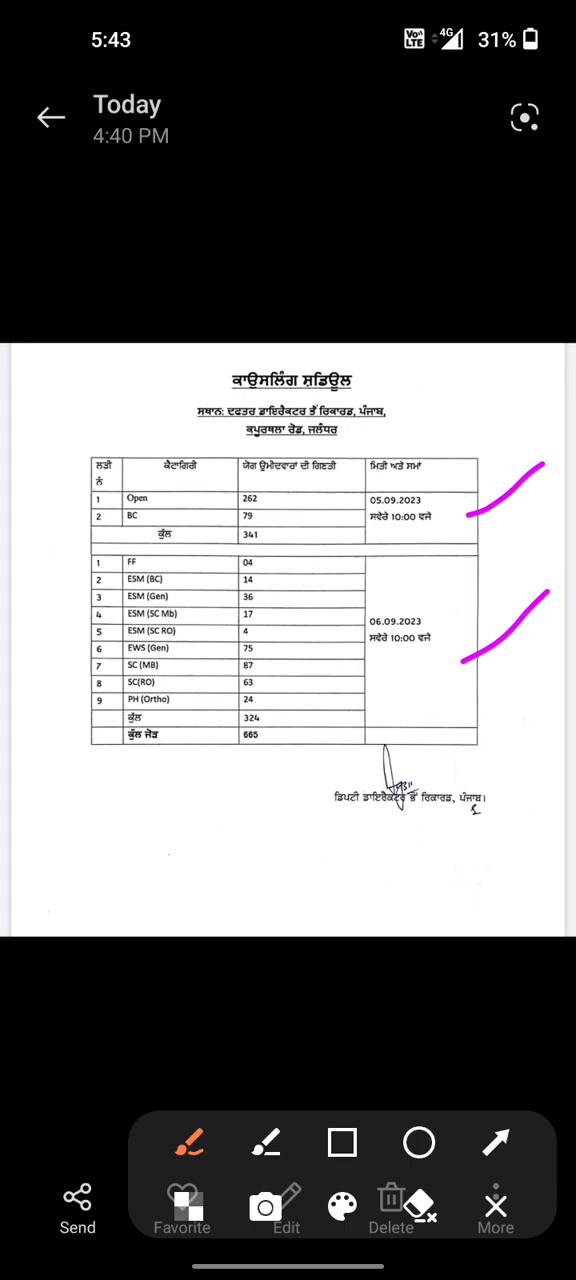 5:43
VoD LTE 4G 31%
Today
4:40 PM
ਕਾਉਸਲਿੰਗ ਸ਼ਡਿਊਲ
ਸਥਾਨ: ਦਫਤਰ ਡਾਇਰੈਕਟਰ ਭੌਂ ਰਿਕਾਰਡ, ਪੰਜਾਬ,
ਕਪੂਰਥਲਾ ਰੋਡ, ਜਲੰਧਰ
ਲੜੀ ਨੰ ਕੈਟਾਗਿਰੀ ਯੋਗ ਉਮੀਦਵਾਰਾਂ ਦੀ ਗਿਣਤੀ ਮਿਤੀ ਅਤੇ ਸਮਾਂ
1 Open 262 05.09.2023
2 BC 79 ਸਵੇਰੇ 10:00 ਵਜੇ
ਕੁੱਲ 341
1 FF 04
2 ESM (BC) 14
3 ESM (Gen) 36
4 ESM (SC Mb) 17 06.09.2023
5 ESM (SC RO) 4 ਸਵੇਰੇ 10:00 ਵਜੇ
6 EWS (Gen) 75
7 SC (MB) 87
8 SC(RO) 63
9 PH (Ortho) 24
ਕੁੱਲ 324
ਕੁੱਲ ਜੋੜ 665
ਡਿਪਟੀ ਡਾਇਰੈਕਟਰ ਭੌਂ ਰਿਕਾਰਡ, ਪੰਜਾਬ।
Send Favorite Edit Delete More